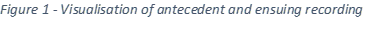 Figure 1 - Visualisation of antecedent and ensuing recording